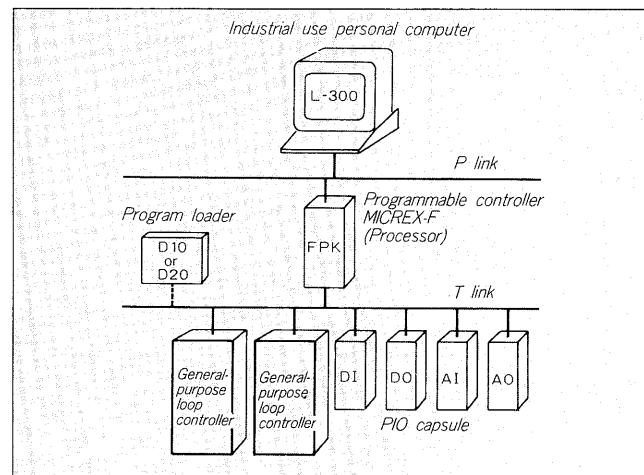 Industrial use personal computer
L-300
P link
Programmable controller
MICREX-F
(Processor)
Program loader
D10
or
D20
FPK
T link
General-
purpose
loop
controller
General-
purpose
loop
controller
DI
DO
AI
AO
PIO capsule